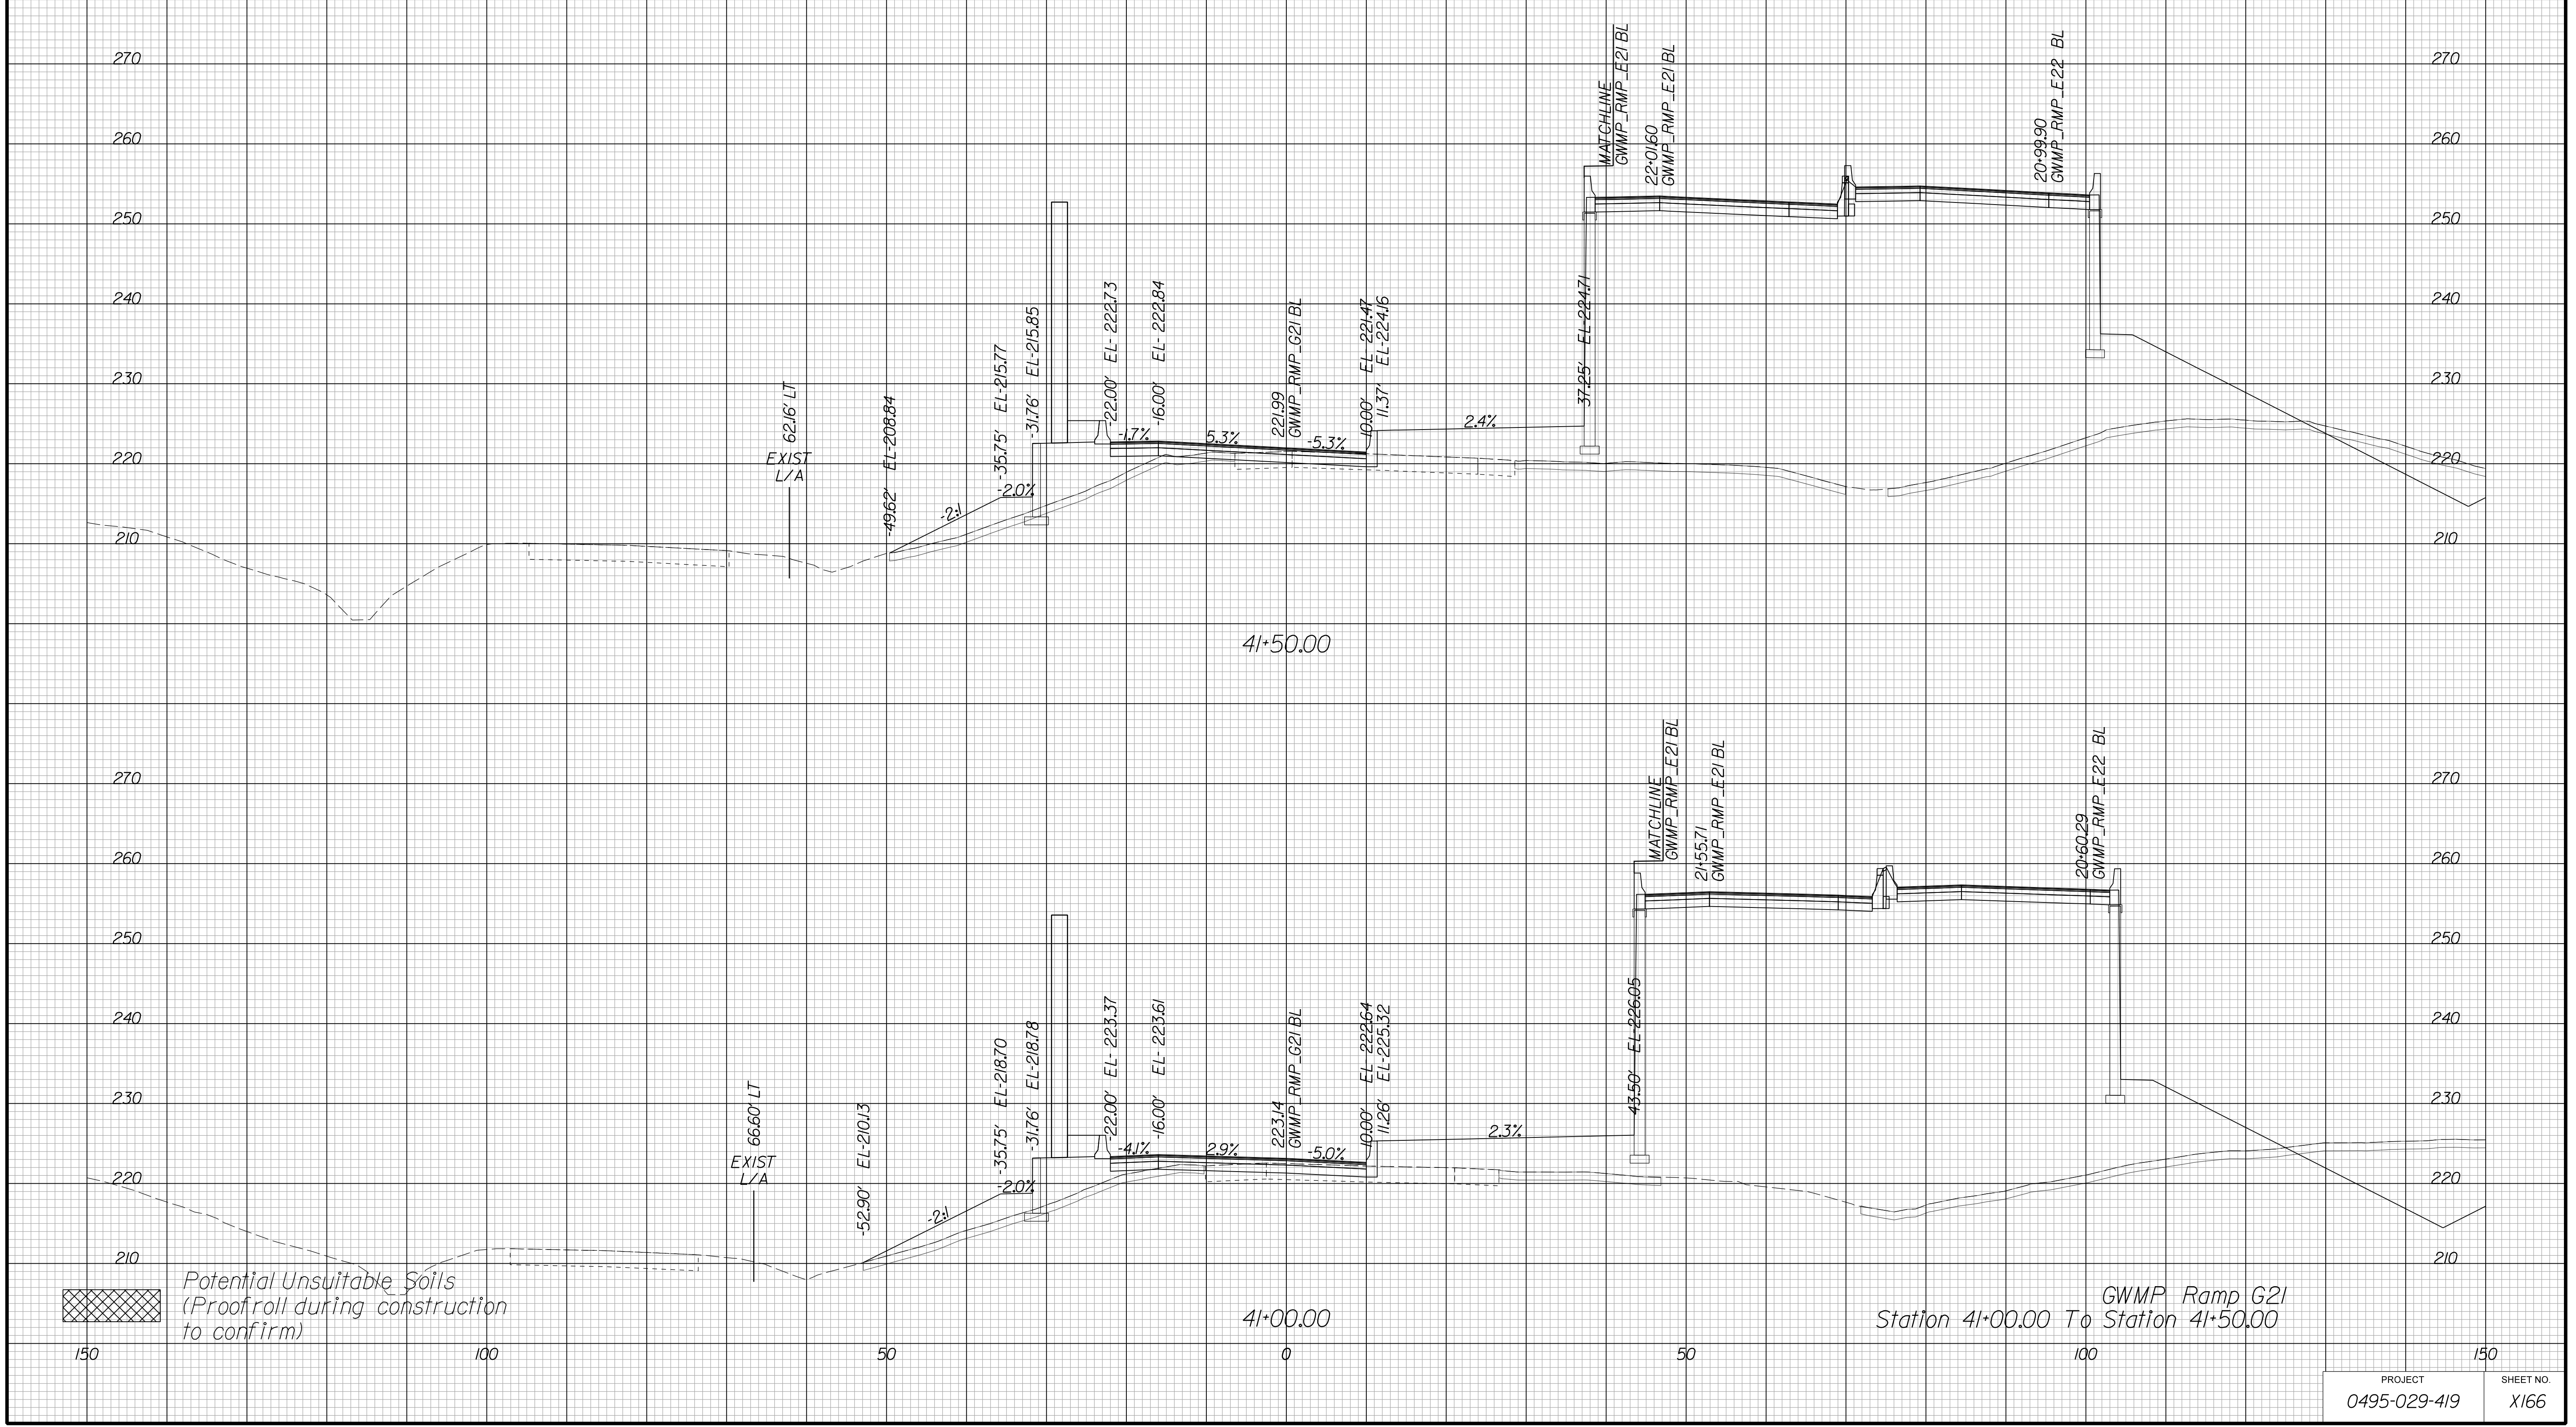 270
270
260
260
250
250
240
240
230
230
220
220
210
210
MATCHLINE
GWMP_RMP_E21 BL
22+01.60
GWMP_RMP_E21 BL
20+99.90
GWMP_RMP_E22 BL
EXIST
L/A
62.16' LT
-49.62' EL-208.84
-35.75' EL-215.77
-31.76' EL-215.85
-22.00' EL- 222.73
-16.00' EL- 222.84
221.99
GWMP_RMP_G21 BL
10.00' EL- 221.47
11.37' EL-224.16
37.25' EL-224.71
-2:1
-2.0%
-1.7%
5.3%
-5.3%
2.4%
41+50.00
270
270
260
260
250
250
240
240
230
230
220
220
210
210
MATCHLINE
GWMP_RMP_E21 BL
21+55.71
GWMP_RMP_E21 BL
20+60.29
GWMP_RMP_E22 BL
EXIST
L/A
66.60' LT
-52.90' EL-210.13
-35.75' EL-218.70
-31.76' EL-218.78
-22.00' EL- 223.37
-16.00' EL- 223.61
223.14
GWMP_RMP_G21 BL
10.00' EL- 222.64
11.26' EL-225.32
43.50' EL-226.05
-2:1
-2.0%
-4.1%
2.9%
-5.0%
2.3%
41+00.00
Potential Unsuitable Soils
(Proofroll during construction
to confirm)
GWMP Ramp G21
Station 41+00.00 To Station 41+50.00
150
100
50
0
50
100
150
PROJECT
0495-029-419
SHEET NO.
X166